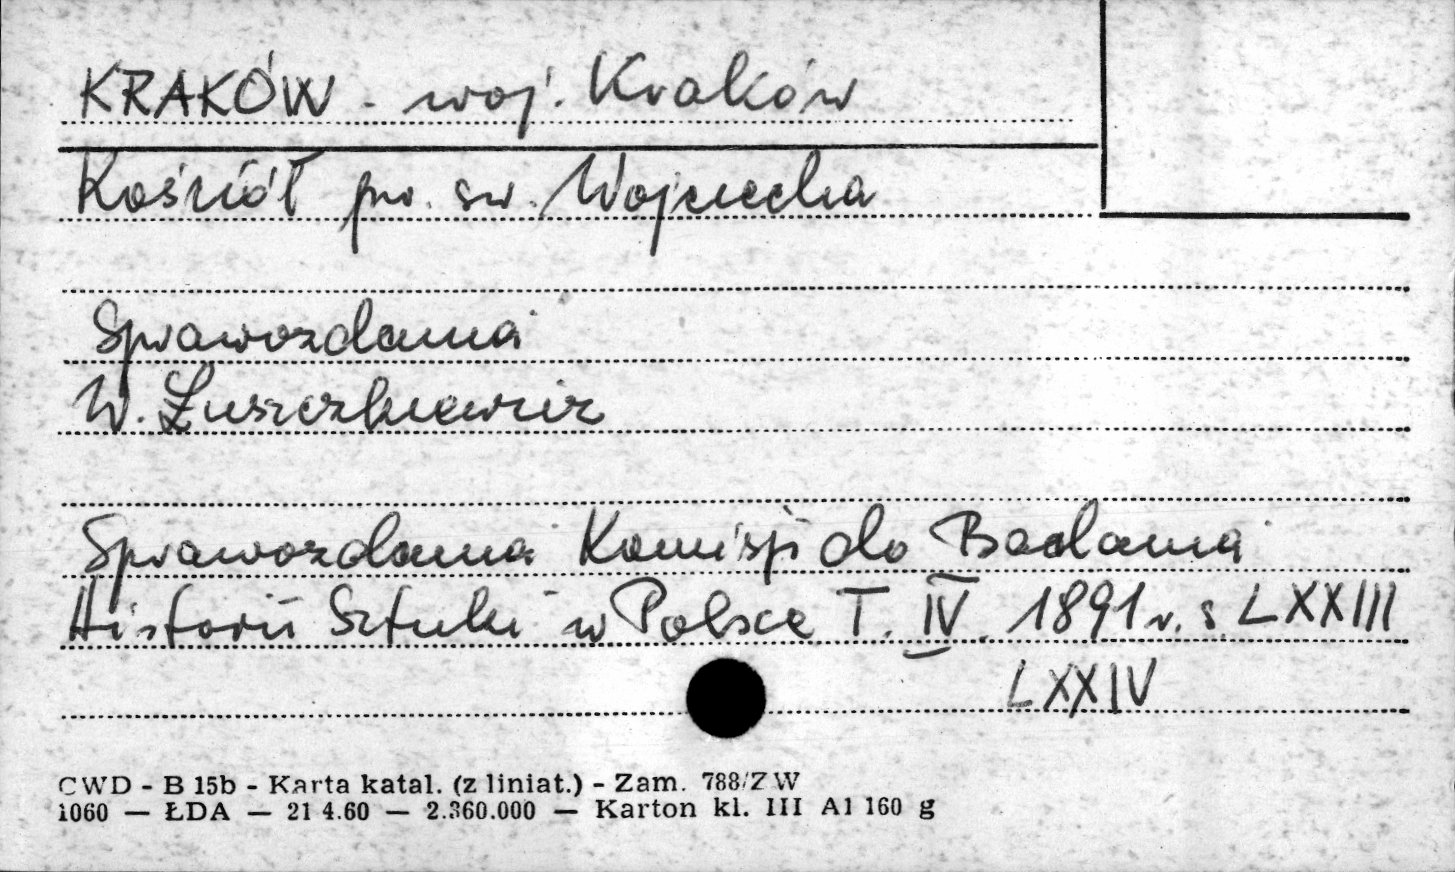 KRAKÓW - woj. Kraków
Kościół pw. św. Wojciecha
Sprawozdania
W. Łuszczkiewicz
Sprawozdania Komisji do Badania
Historii Sztuki w Polsce T. IV. 1891 r. s LXXIII
LXXIV
CWD - B 15b - Karta katal. (z liniat.) - Zam. 788/ZW
1060 — ŁDA — 21 4.60 — 2.360.000 — Karton kl. III A1 160 g